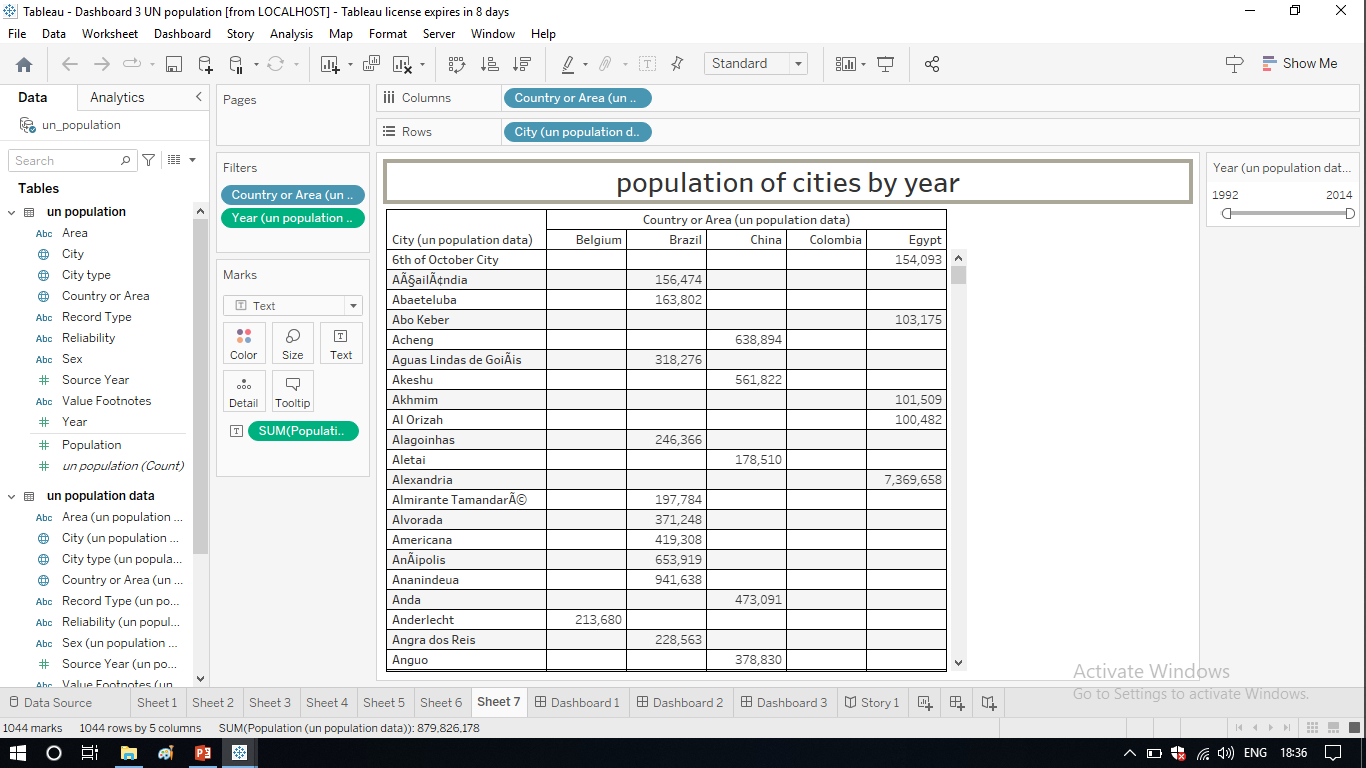 Tableau - Dashboard 3 UN population [from LOCALHOST] - Tableau license expires in 8 days
File Data Worksheet Dashboard Story Analysis Map Format Server Window Help
Standard
Show Me
Data Analytics
un_population
Search
Tables
un population
Abc Area
City
City type
Country or Area
Abc Record Type
Abc Reliability
Abc Sex
# Source Year
Abc Value Footnotes
# Year
# Population
# un population (Count)
un population data
Abc Area (un population ...
City (un population ...
City type (un popula...
Country or Area (un ...
Abc Record Type (un po...
Abc Reliability (un popul...
Abc Sex (un population ...
# Source Year (un po...
Abc Value Footnotes (un
Pages
Filters
Country or Area (un ..
Year (un population ..
Marks
T Text
Color Size Text
Detail Tooltip
SUM(Populati..
Columns Country or Area (un ..
Rows City (un population d..
population of cities by year
Country or Area (un population data)
City (un population data) Belgium Brazil China Colombia Egypt
6th of October City 154,093
AÃ§ailÃ¢ndia 156,474
Abaeteluba 163,802
Abo Keber 103,175
Acheng 638,894
Aguas Lindas de GoiÃis 318,276
Akeshu 561,822
Akhmim 101,509
Al Orizah 100,482
Alagoinhas 246,366
Aletai 178,510
Alexandria 7,369,658
Almirante TamandarÃ© 197,784
Alvorada 371,248
Americana 419,308
AnÃipolis 653,919
Ananindeua 941,638
Anda 473,091
Anderlecht 213,680
Angra dos Reis 228,563
Anguo 378,830
Year (un population dat...
1992 2014
Activate Windows
Go to Settings to activate Windows.
Data Source Sheet 1 Sheet 2 Sheet 3 Sheet 4 Sheet 5 Sheet 6 Sheet 7 Dashboard 1 Dashboard 2 Dashboard 3 Story 1
1044 marks 1044 rows by 5 columns SUM(Population (un population data)): 879,826,178
ENG 18:36